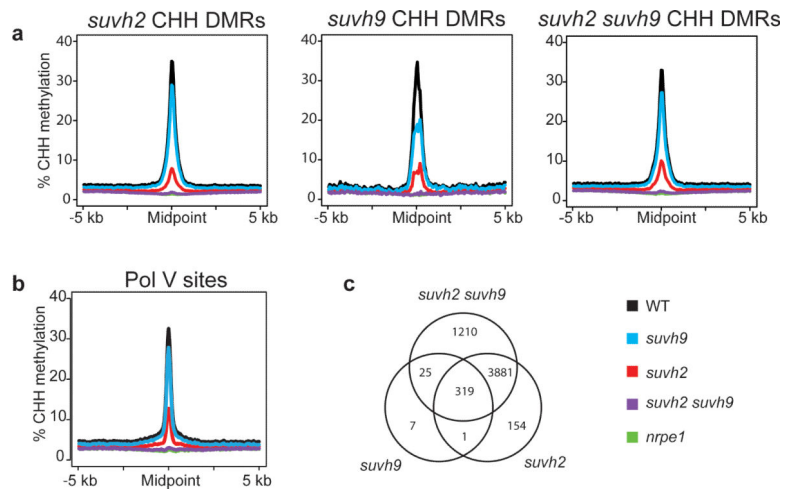 a
suvh2 CHH DMRs
suvh9 CHH DMRs
suvh2 suvh9 CHH DMRs
% CHH methylation
40
30
20
10
0
-5 kb Midpoint 5 kb
40
30
20
10
0
-5 kb Midpoint 5 kb
40
30
20
10
0
-5 kb Midpoint 5 kb
b
Pol V sites
% CHH methylation
40
30
20
10
0
-5 kb Midpoint 5 kb
c
suvh2 suvh9
1210
25
3881
319
7
1
154
suvh9
suvh2
WT
suvh9
suvh2
suvh2 suvh9
nrpe1